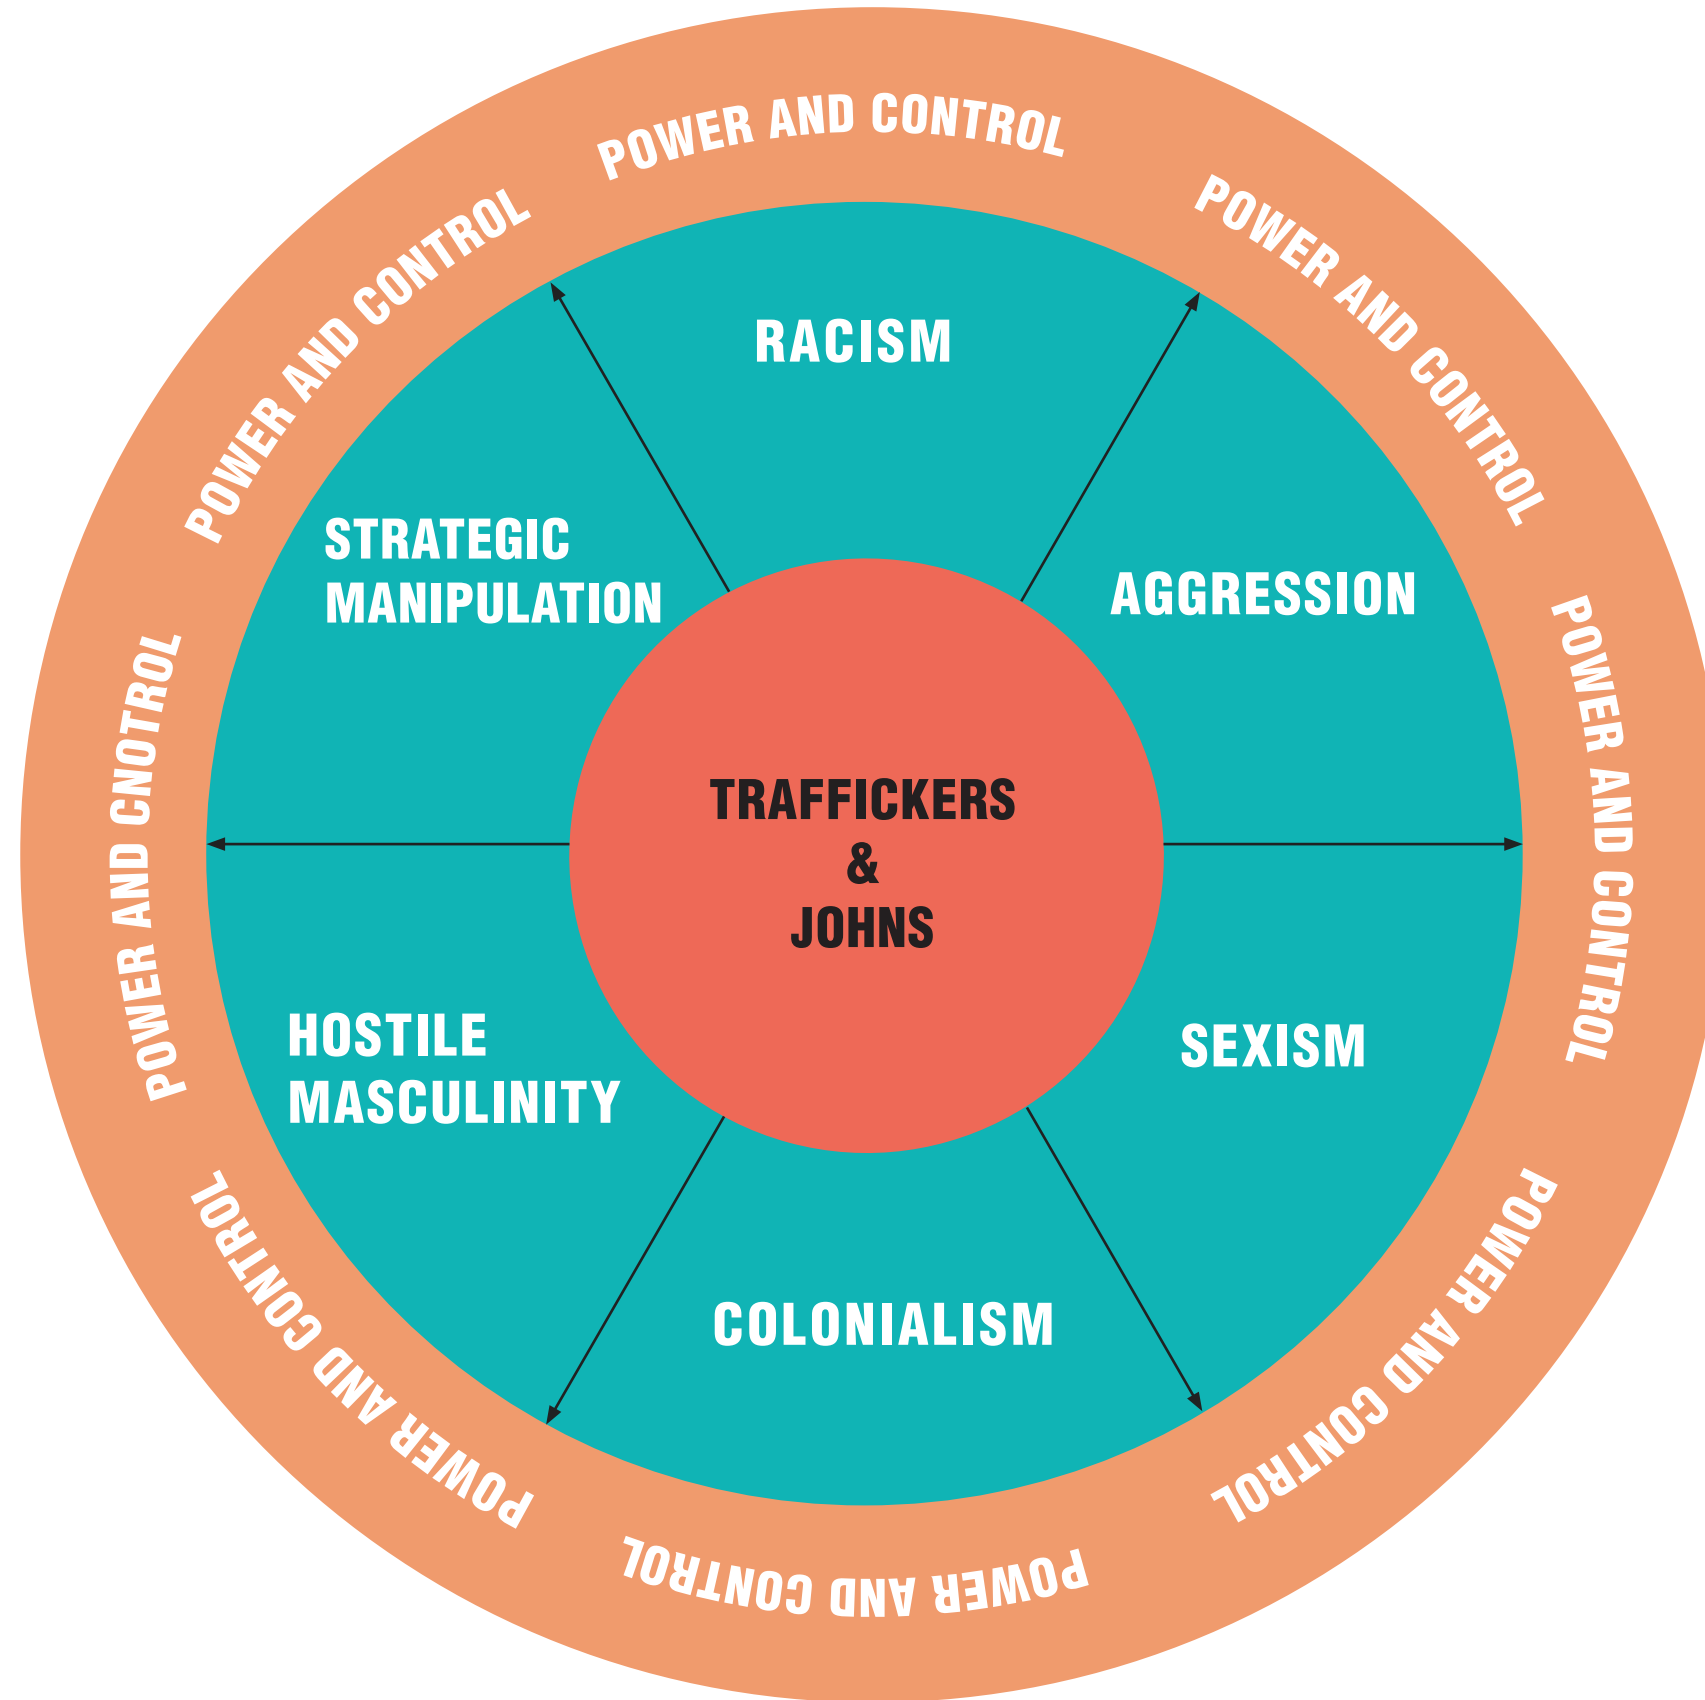 POWER AND CONTROL
POWER AND CONTROL
POWER AND CONTROL
POWER AND CONTROL
POWER AND CONTROL
POWER AND CONTROL
POWER AND CNOTROL
POWER AND CONTROL
RACISM
AGGRESSION
SEXISM
COLONIALISM
HOSTILE
MASCULINITY
STRATEGIC
MANIPULATION
TRAFFICKERS
&
JOHNS